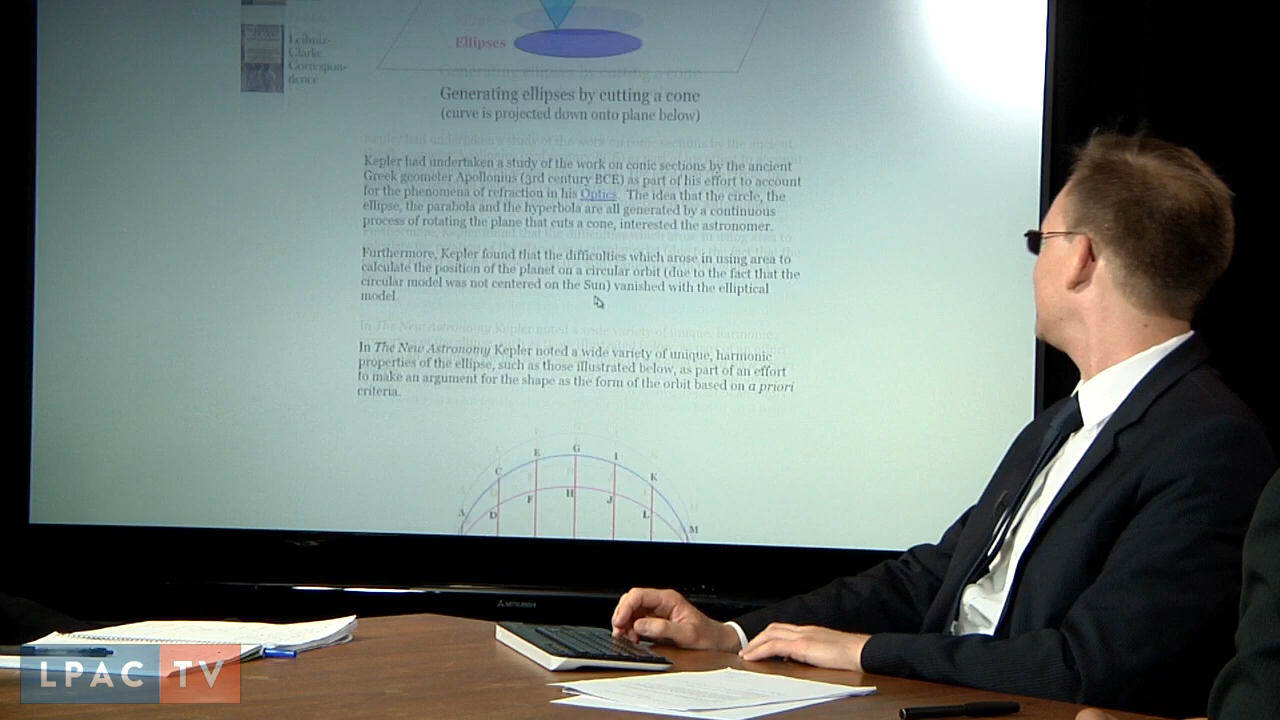 Leibniz-
Clarke
Correspon-
dence
Ellipses
Generating ellipses by cutting a cone
(curve is projected down onto plane below)
Kepler had undertaken a study of the work on conic sections by the ancient
Greek geometer Apollonius (3rd century BCE) as part of his effort to account
for the phenomena of refraction in his Optics. The idea that the circle, the
ellipse, the parabola and the hyperbola are all generated by a continuous
process of rotating the plane that cuts a cone, interested the astronomer.
Furthermore, Kepler found that the difficulties which arose in using area to
calculate the position of the planet on a circular orbit (due to the fact that the
circular model was not centered on the Sun) vanished with the elliptical
model.
In The New Astronomy Kepler noted a wide variety of unique, harmonic
properties of the ellipse, such as those illustrated below, as part of an effort
to make an argument for the shape as the form of the orbit based on a priori
criteria.
G
E I
C K
H
F J
A D L M
MITSUBISHI
LPAC TV